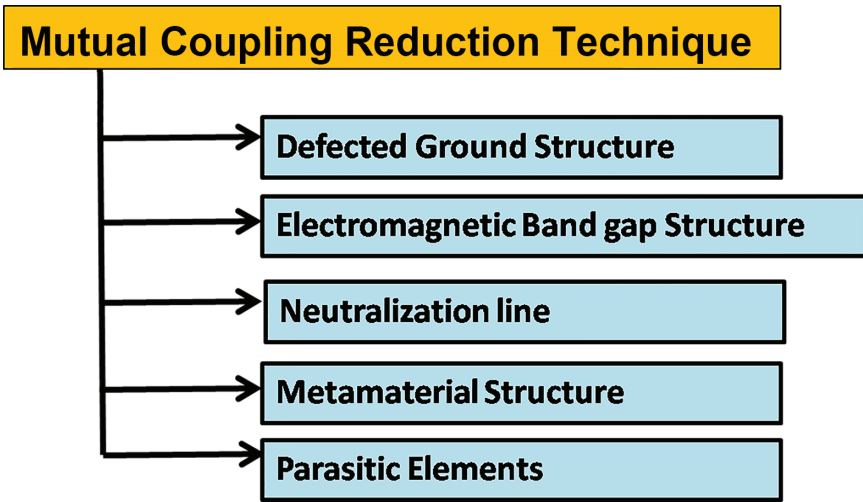 Mutual Coupling Reduction Technique
Defected Ground Structure
Electromagnetic Band gap Structure
Neutralization line
Metamaterial Structure
Parasitic Elements